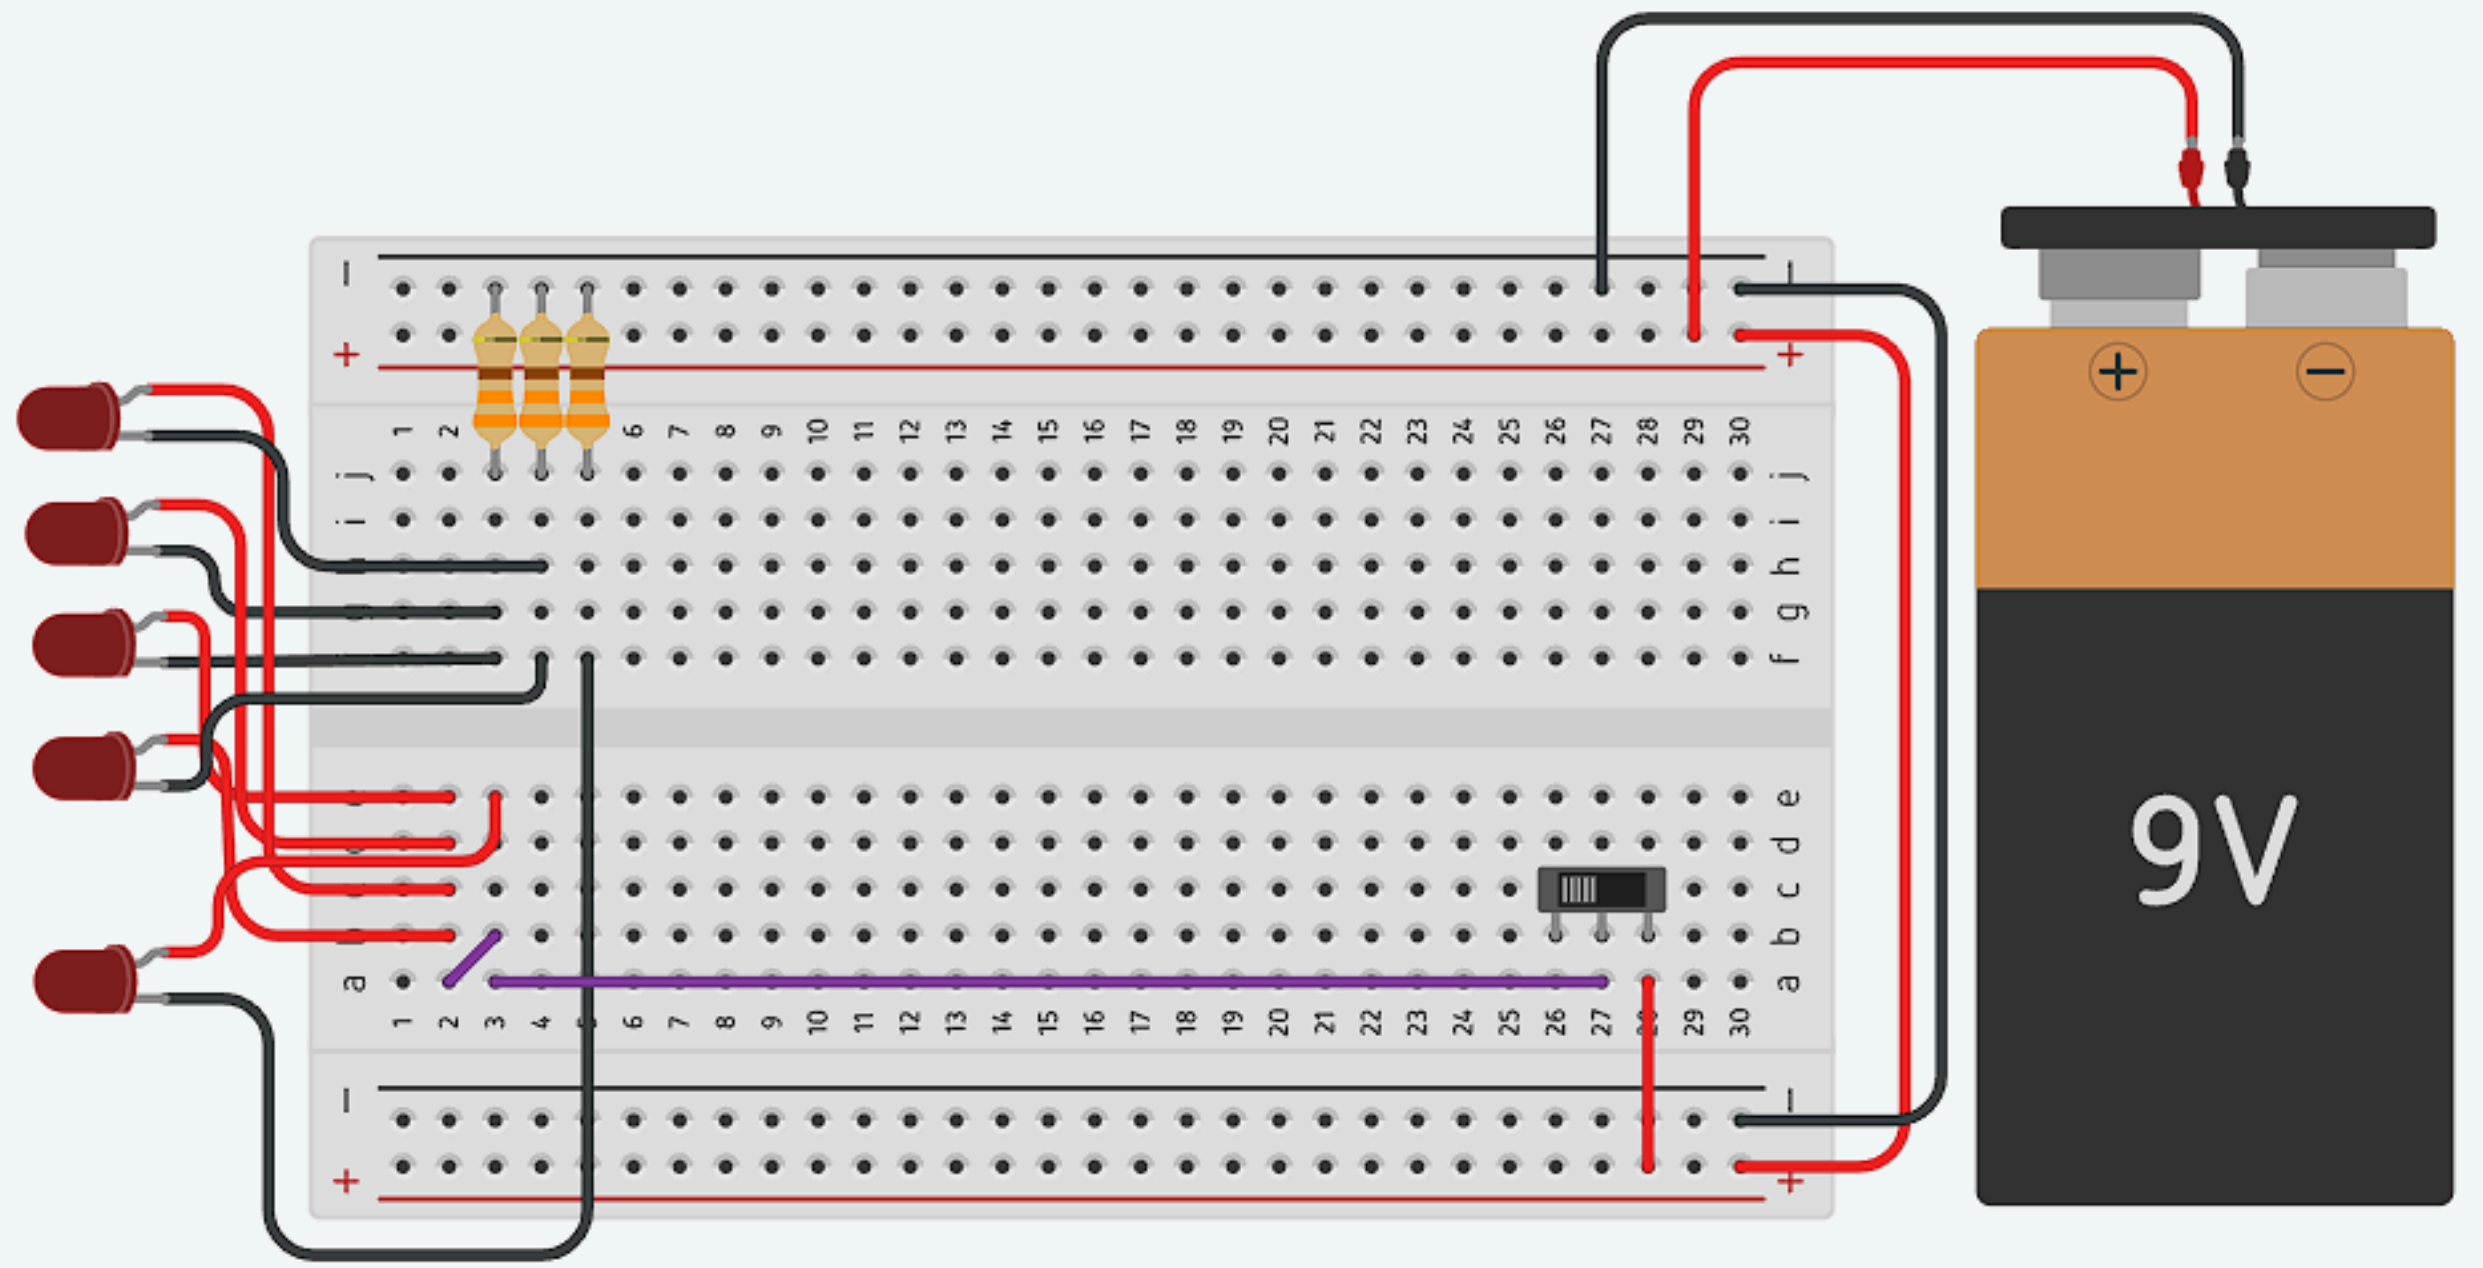 − −
+ +
+ −
1 2 6 7 8 9 10 11 12 13 14 15 16 17 18 19 20 21 22 23 24 25 26 27 28 29 30
j j
i i
h
g
f
9V
e
d
c
b
a a
1 2 3 4 6 7 8 9 10 11 12 13 14 15 16 17 18 19 20 21 22 23 24 25 26 27 29 30
− −
+ +